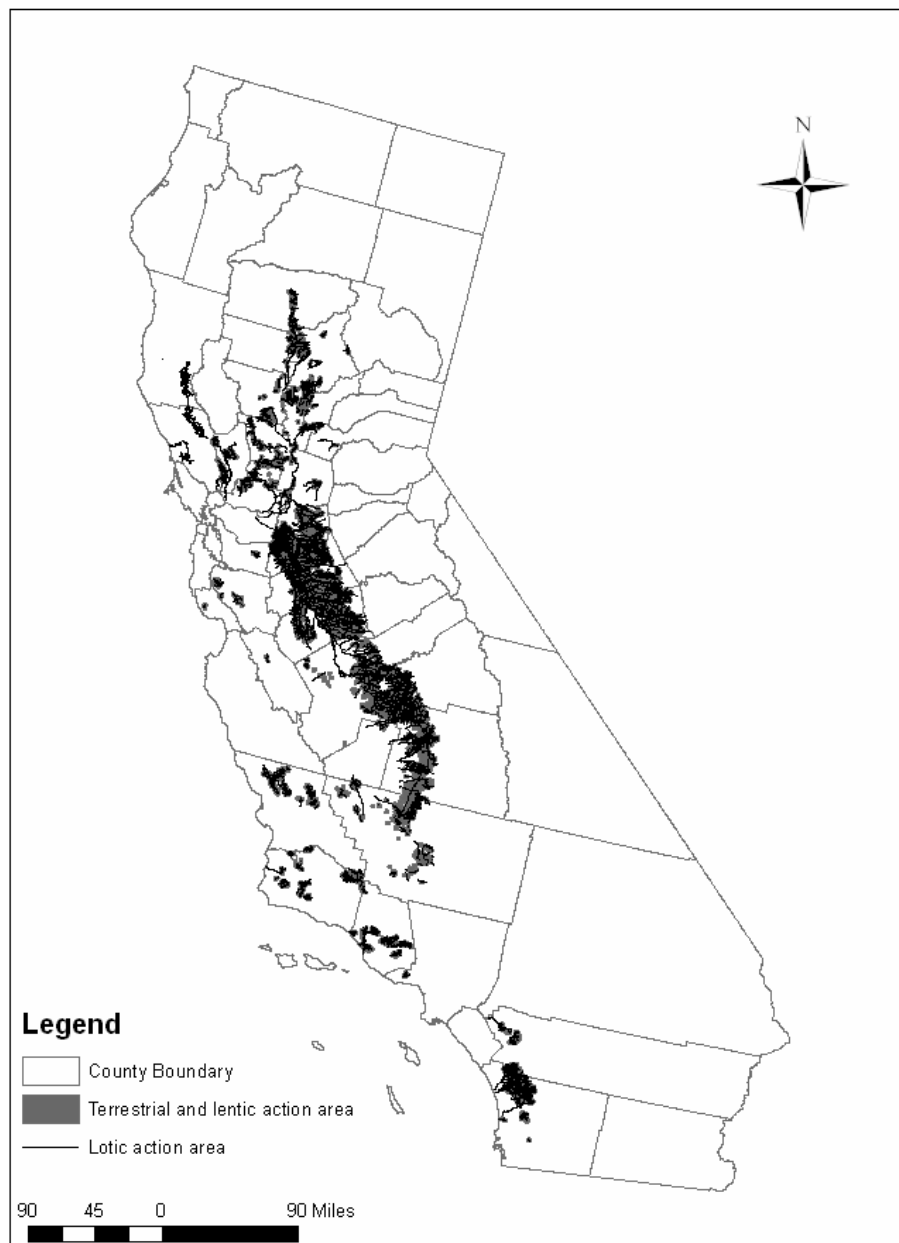 N
Legend
County Boundary
Terrestrial and lentic action area
Lotic action area
90 45 0 90 Miles